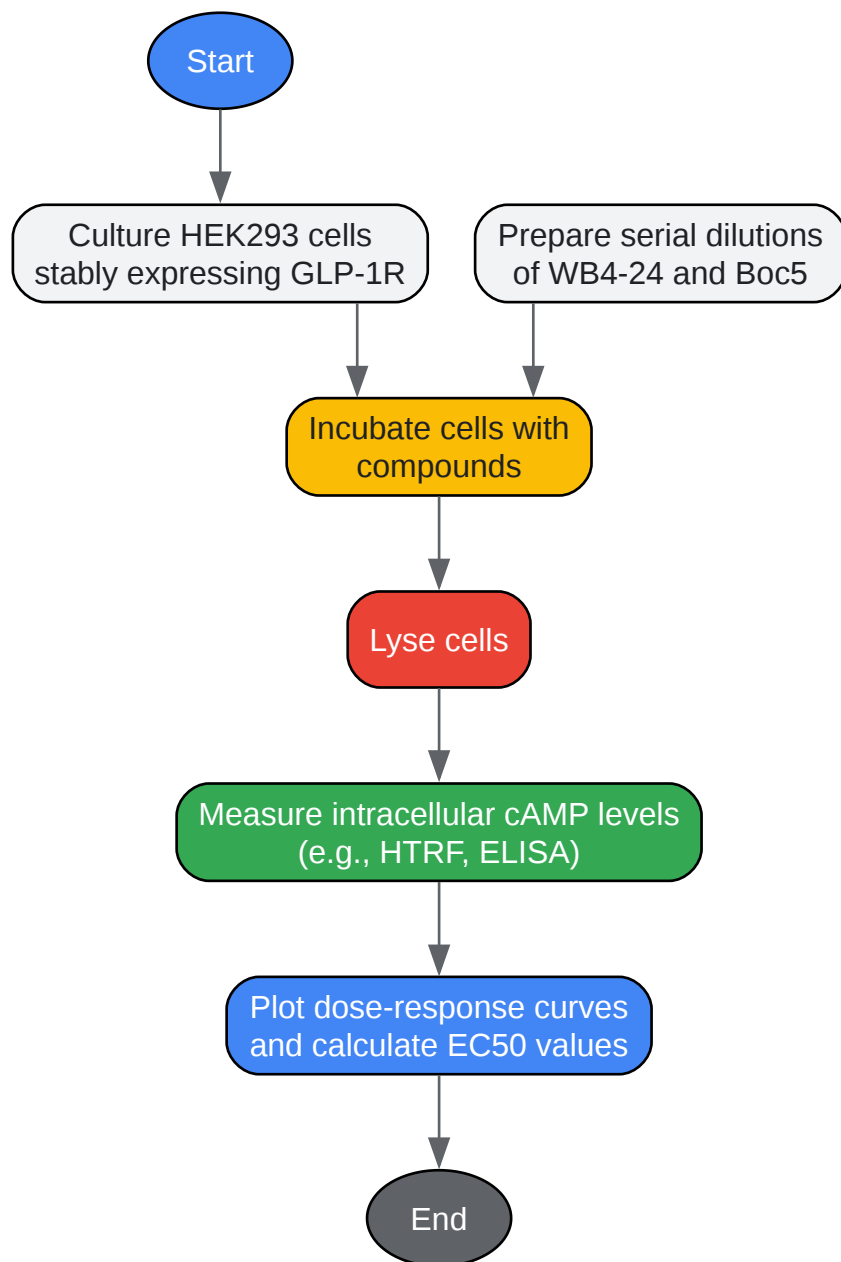 Start
Culture HEK293 cells
stably expressing GLP-1R
Prepare serial dilutions
of WB4-24 and Boc5
Incubate cells with
compounds
Lyse cells
Measure intracellular cAMP levels
(e.g., HTRF, ELISA)
Plot dose-response curves
and calculate EC50 values
End